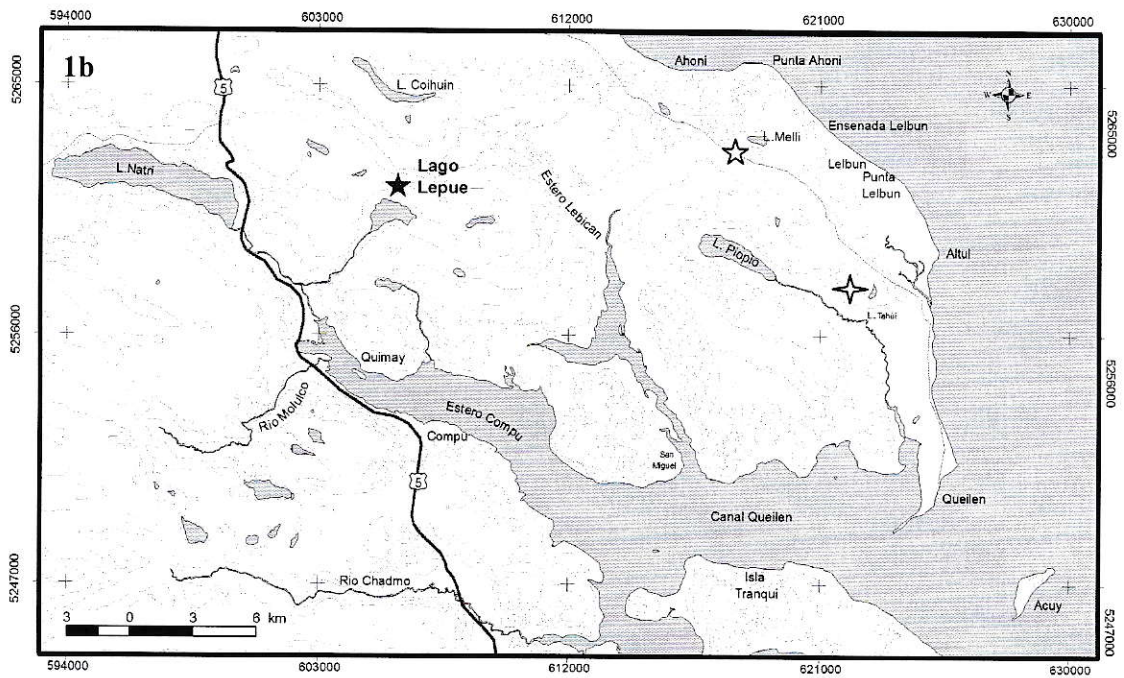 594000 603000 612000 621000 630000
1b
5265000
5256000
5247000
5
L. Coihuin
Ahoni
Punta Ahoni
N
W E
S
L. Melli
Ensenada Lelbun
5265000
L. Natri
Lago
Lepue
Lelbun
Punta
Lelbun
Estero Lebican
L. Piopio
Altul
L. Tahui
Quimay
5256000
Rio Molulco
Estero Compu
Compu
San
Miguel
5
Queilen
Canal Queilen
Rio Chadmo
Isla
Tranqui
Acuy
5247000
3 0 3 6 km
594000 603000 612000 621000 630000